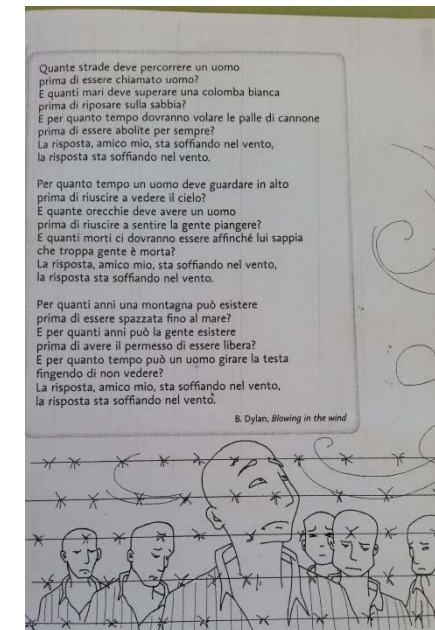 Quante strade deve percorrere un uomo
prima di essere chiamato uomo?
E quanti mari deve superare una colomba bianca
prima di riposare sulla sabbia?
E per quanto tempo dovranno volare le palle di cannone
prima di essere abolite per sempre?
La risposta, amico mio, sta soffiando nel vento,
la risposta sta soffiando nel vento.
Per quanto tempo un uomo deve guardare in alto
prima di riuscire a vedere il cielo?
E quante orecchie deve avere un uomo
prima di riuscire a sentire la gente piangere?
E quanti morti ci dovranno essere affinché lui sappia
che troppa gente è morta?
La risposta, amico mio, sta soffiando nel vento,
la risposta sta soffiando nel vento.
Per quanti anni una montagna può esistere
prima di essere spazzata fino al mare?
E per quanti anni può la gente esistere
prima di avere il permesso di essere libera?
E per quanto tempo può un uomo girare la testa
fingendo di non vedere?
La risposta, amico mio, sta soffiando nel vento,
la risposta sta soffiando nel vento.
B. Dylan, Blowing in the wind